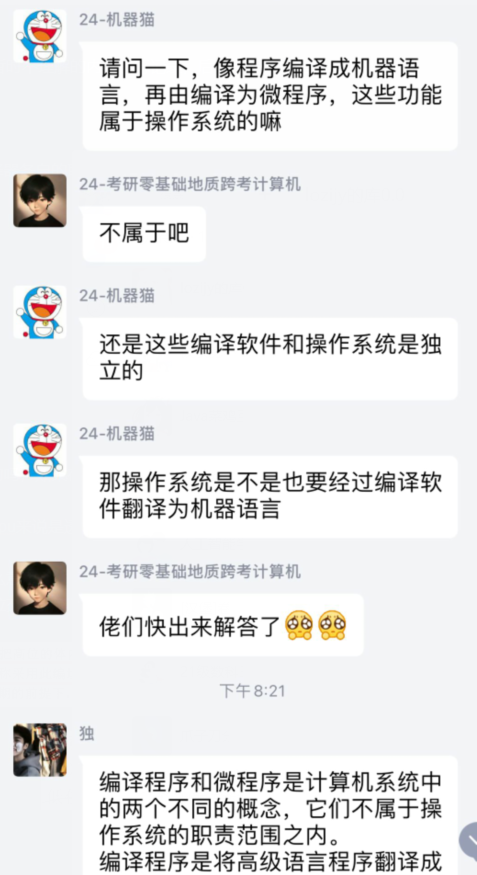 24-机器猫
请问一下，像程序编译成机器语
言，再由编译为微程序，这些功能
属于操作系统的嘛
24-考研零基础地质跨考计算机
不属于吧
24-机器猫
还是这些编译软件和操作系统是独
立的
24-机器猫
那操作系统是不是也要经过编译软
件翻译为机器语言
24-考研零基础地质跨考计算机
佬们快出来解答了🥺🥺
下午 8:21
独
编译程序和微程序是计算机系统中
的两个不同的概念，它们不属于操
作系统的职责范围之内。
编译程序是将高级语言程序翻译成